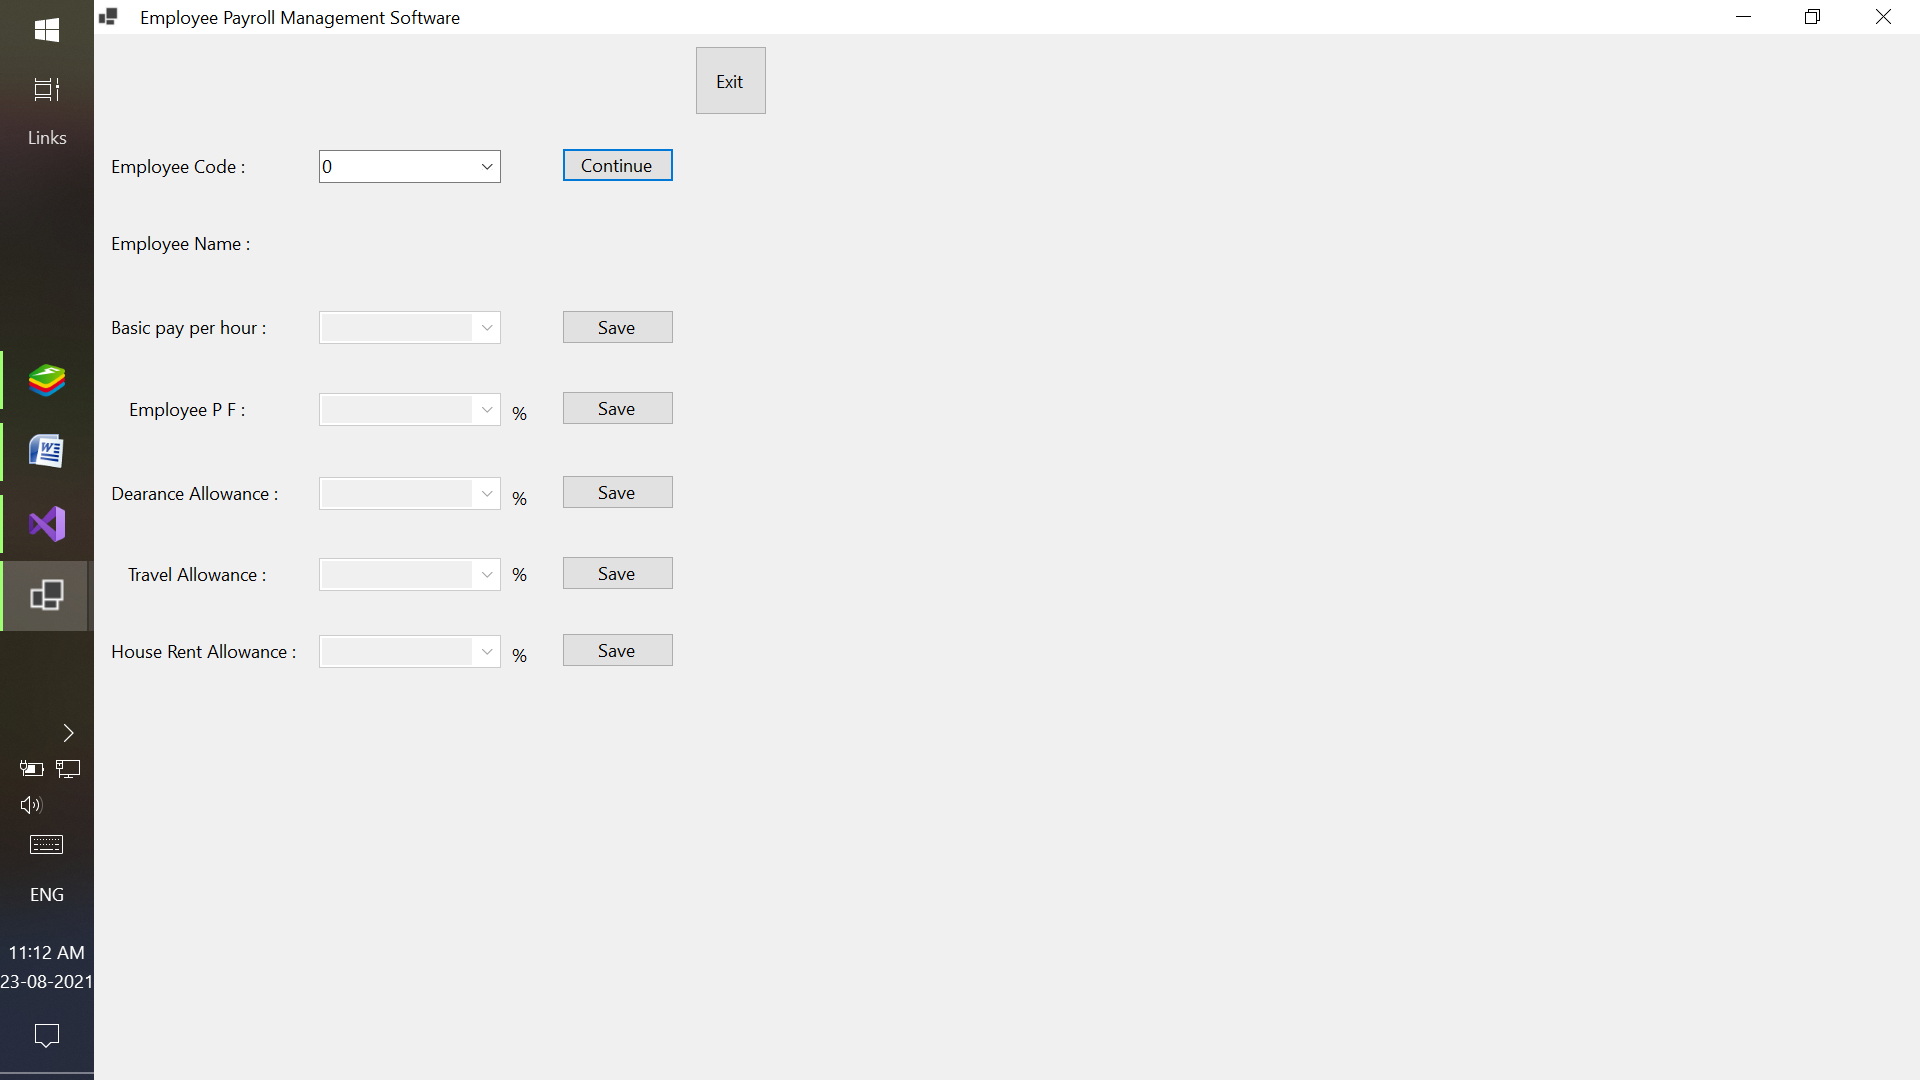 Employee Payroll Management Software
Links
Exit
Employee Code :
0
Continue
Employee Name :
Basic pay per hour :
Save
Employee P F :
%
Save
Dearance Allowance :
%
Save
Travel Allowance :
%
Save
House Rent Allowance :
%
Save
ENG
11:12 AM
23-08-2021